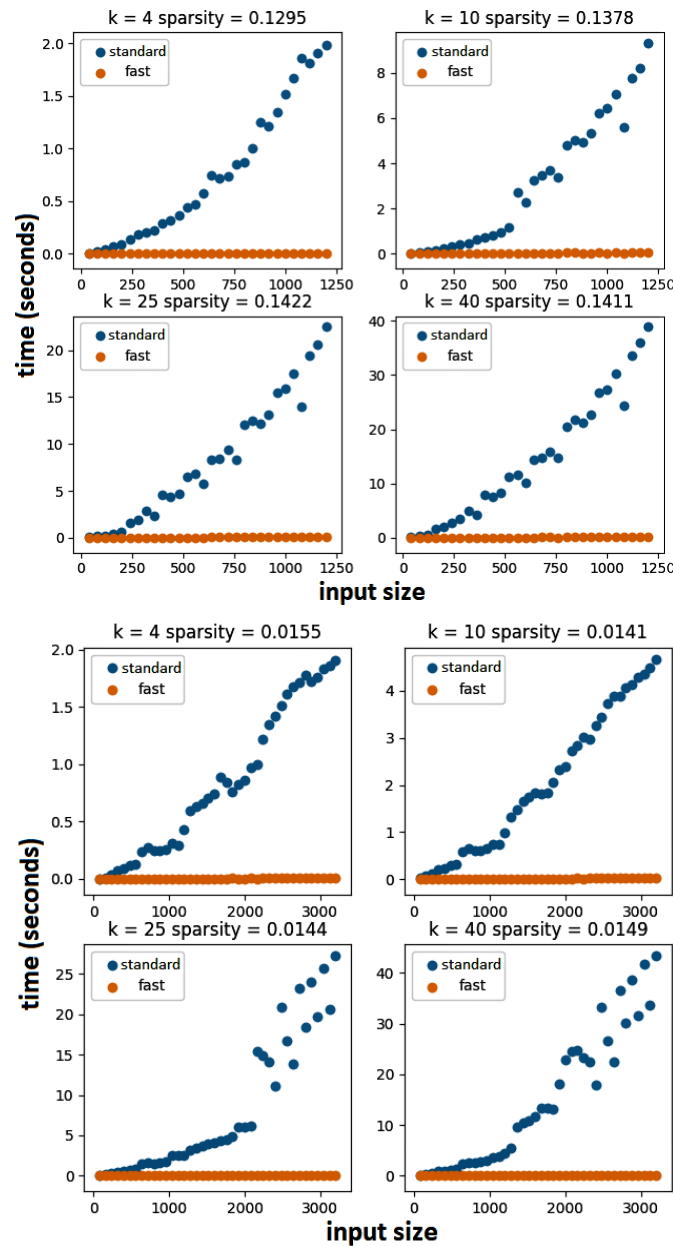 k = 4 sparsity = 0.1295
k = 10 sparsity = 0.1378
standard
fast
standard
fast
2.0
1.5
1.0
0.5
0.0
8
6
4
2
0
0
250
500
750
1000
1250
0
250
500
750
1000
1250
time (seconds)
k = 25 sparsity = 0.1422
k = 40 sparsity = 0.1411
standard
fast
standard
fast
20
15
10
5
0
40
30
20
10
0
0
250
500
750
1000
1250
0
250
500
750
1000
1250
input size
k = 4 sparsity = 0.0155
k = 10 sparsity = 0.0141
standard
fast
standard
fast
2.0
1.5
1.0
0.5
0.0
4
3
2
1
0
0
1000
2000
3000
0
1000
2000
3000
time (seconds)
k = 25 sparsity = 0.0144
k = 40 sparsity = 0.0149
standard
fast
standard
fast
25
20
15
10
5
0
40
30
20
10
0
0
1000
2000
3000
0
1000
2000
3000
input size